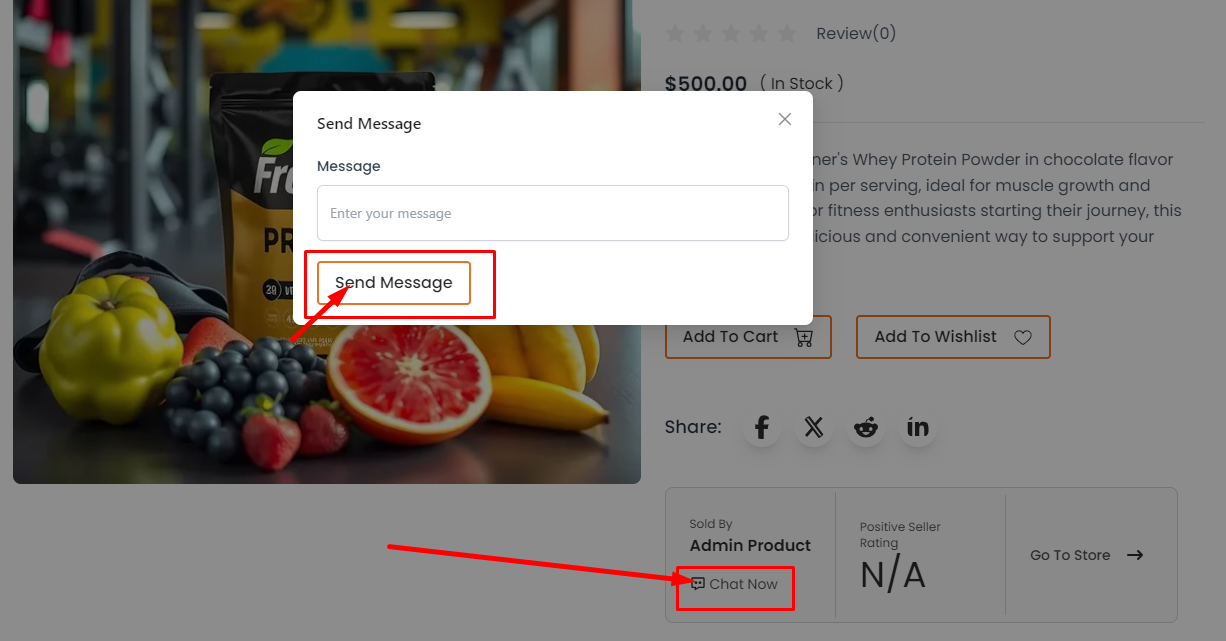 Review(0)
$500.00 ( In Stock )
Send Message
Message
Enter your message
Send Message
ner's Whey Protein Powder in chocolate flavor
in per serving, ideal for muscle growth and
or fitness enthusiasts starting their journey, this
icious and convenient way to support your
Add To Cart
Add To Wishlist
Share:
Sold By
Admin Product
Chat Now
Positive Seller
Rating
N/A
Go To Store